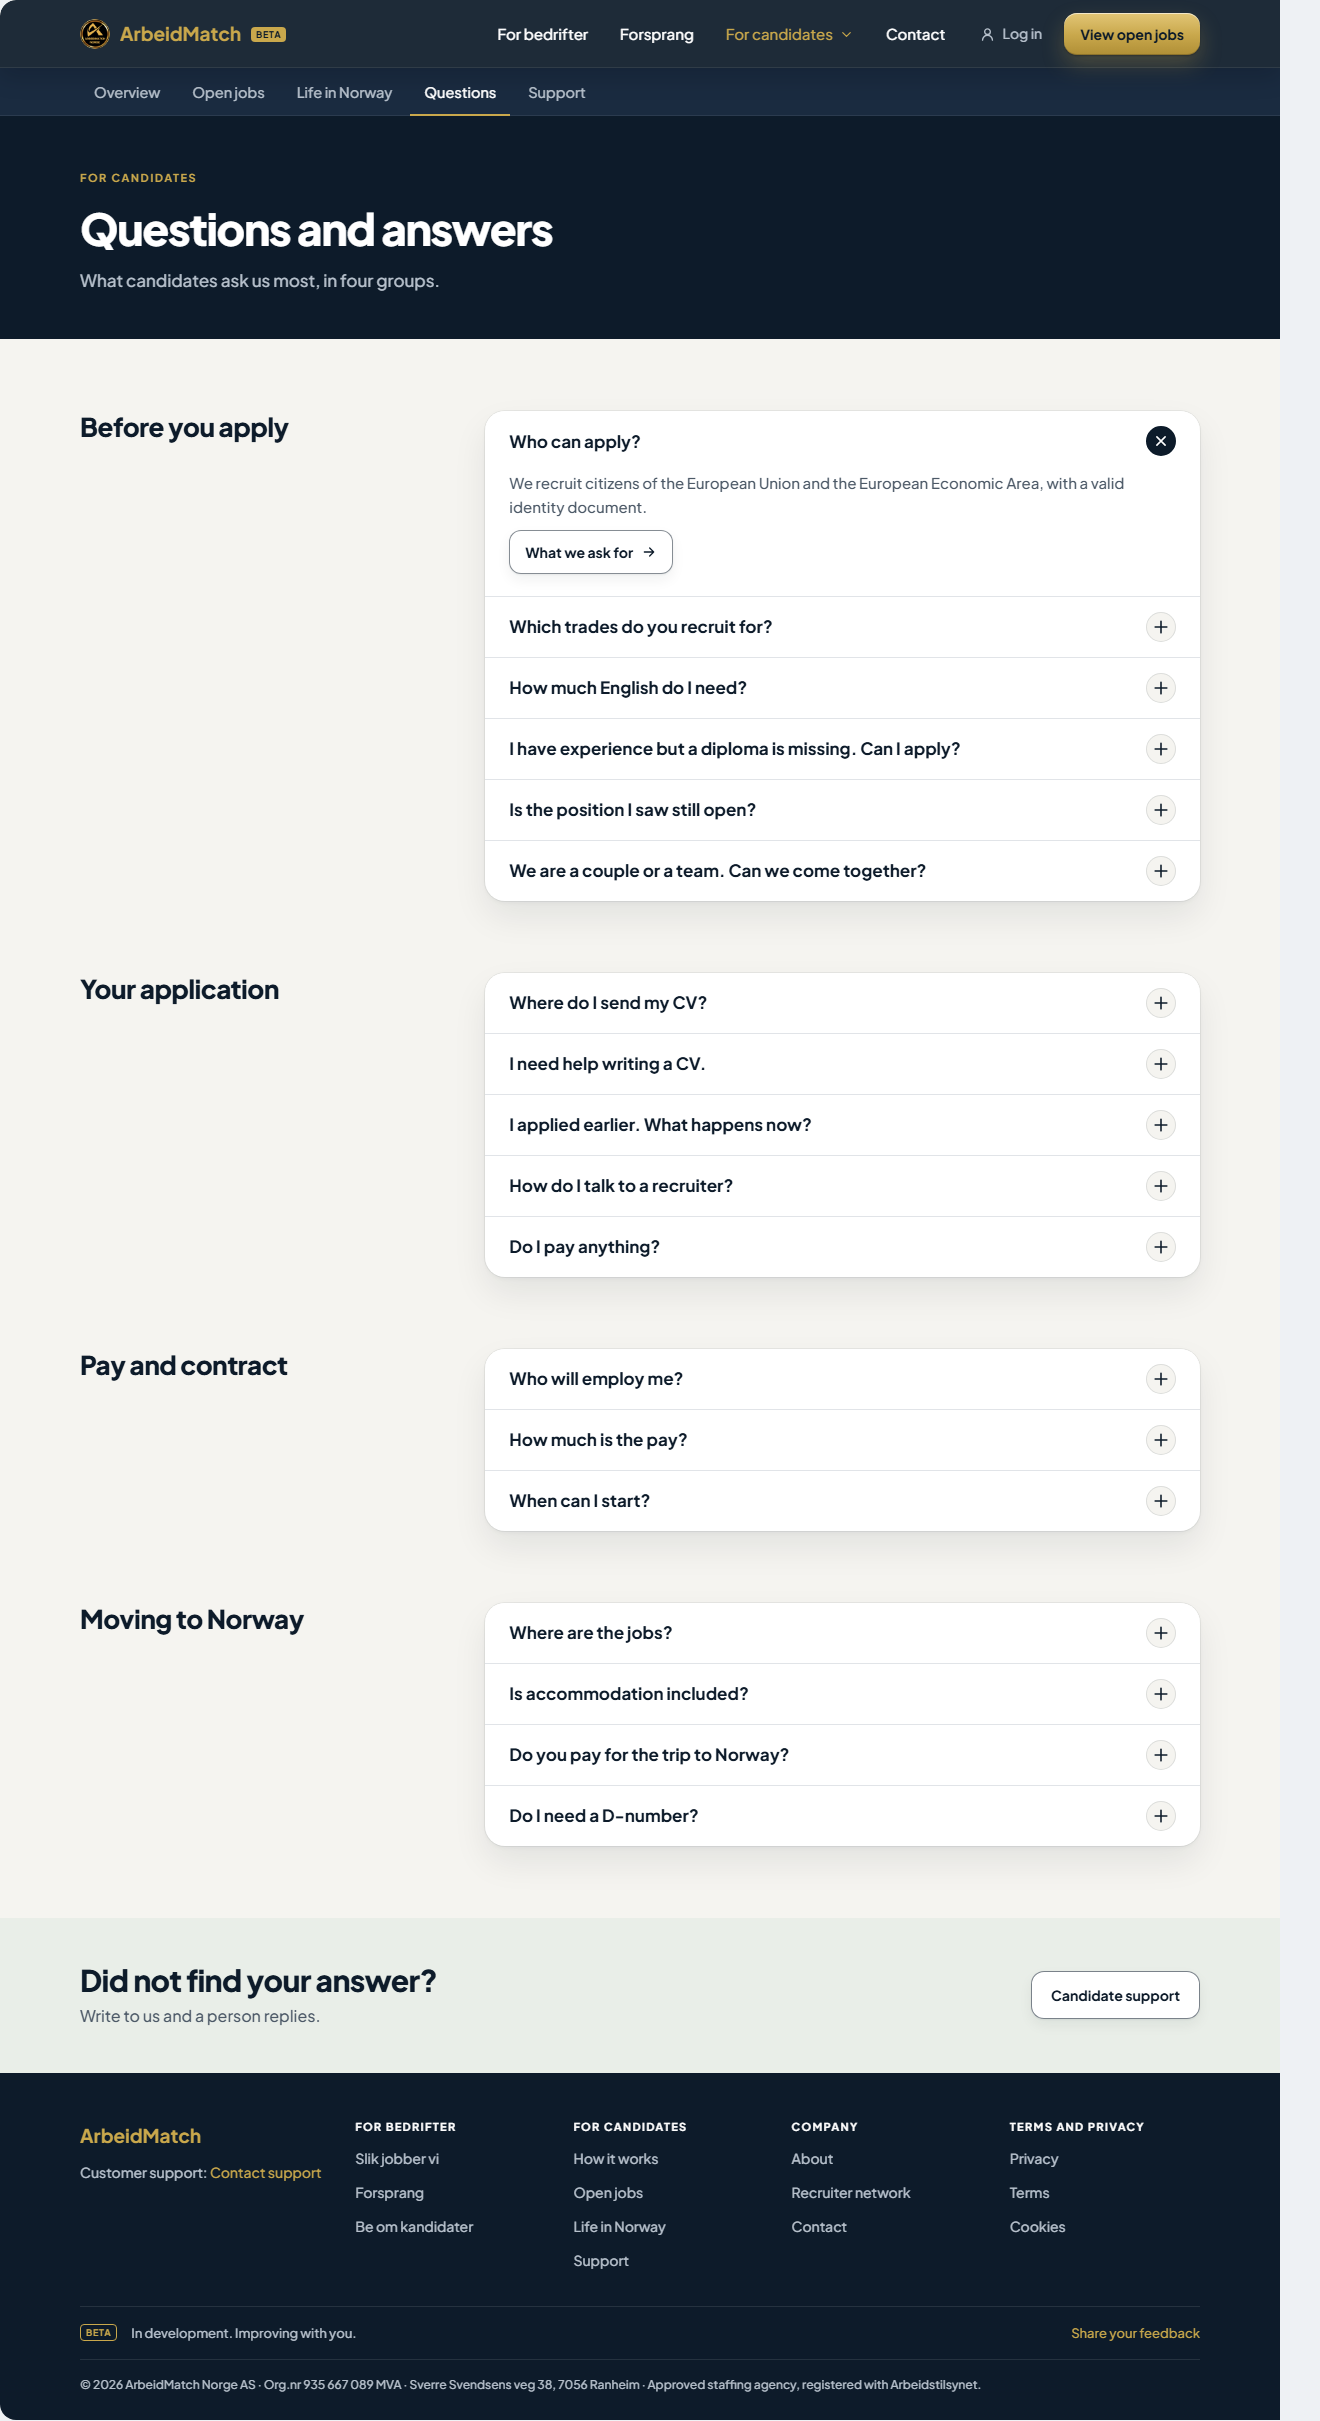 ArbeidMatch BETA
For bedrifter Forsprang For candidates Contact Log in View open jobs
Overview Open jobs Life in Norway Questions Support
FOR CANDIDATES
Questions and answers
What candidates ask us most, in four groups.
Before you apply
Who can apply?
We recruit citizens of the European Union and the European Economic Area, with a valid
identity document.
What we ask for →
Which trades do you recruit for?
How much English do I need?
I have experience but a diploma is missing. Can I apply?
Is the position I saw still open?
We are a couple or a team. Can we come together?
Your application
Where do I send my CV?
I need help writing a CV.
I applied earlier. What happens now?
How do I talk to a recruiter?
Do I pay anything?
Pay and contract
Who will employ me?
How much is the pay?
When can I start?
Moving to Norway
Where are the jobs?
Is accommodation included?
Do you pay for the trip to Norway?
Do I need a D-number?
Did not find your answer?
Write to us and a person replies.
Candidate support
ArbeidMatch
Customer support: Contact support
FOR BEDRIFTER
Slik jobber vi
Forsprang
Be om kandidater
FOR CANDIDATES
How it works
Open jobs
Life in Norway
Support
COMPANY
About
Recruiter network
Contact
TERMS AND PRIVACY
Privacy
Terms
Cookies
BETA In development. Improving with you.
Share your feedback
© 2026 ArbeidMatch Norge AS · Org.nr 935 667 089 MVA · Sverre Svendsens veg 38, 7056 Ranheim · Approved staffing agency, registered with Arbeidstilsynet.